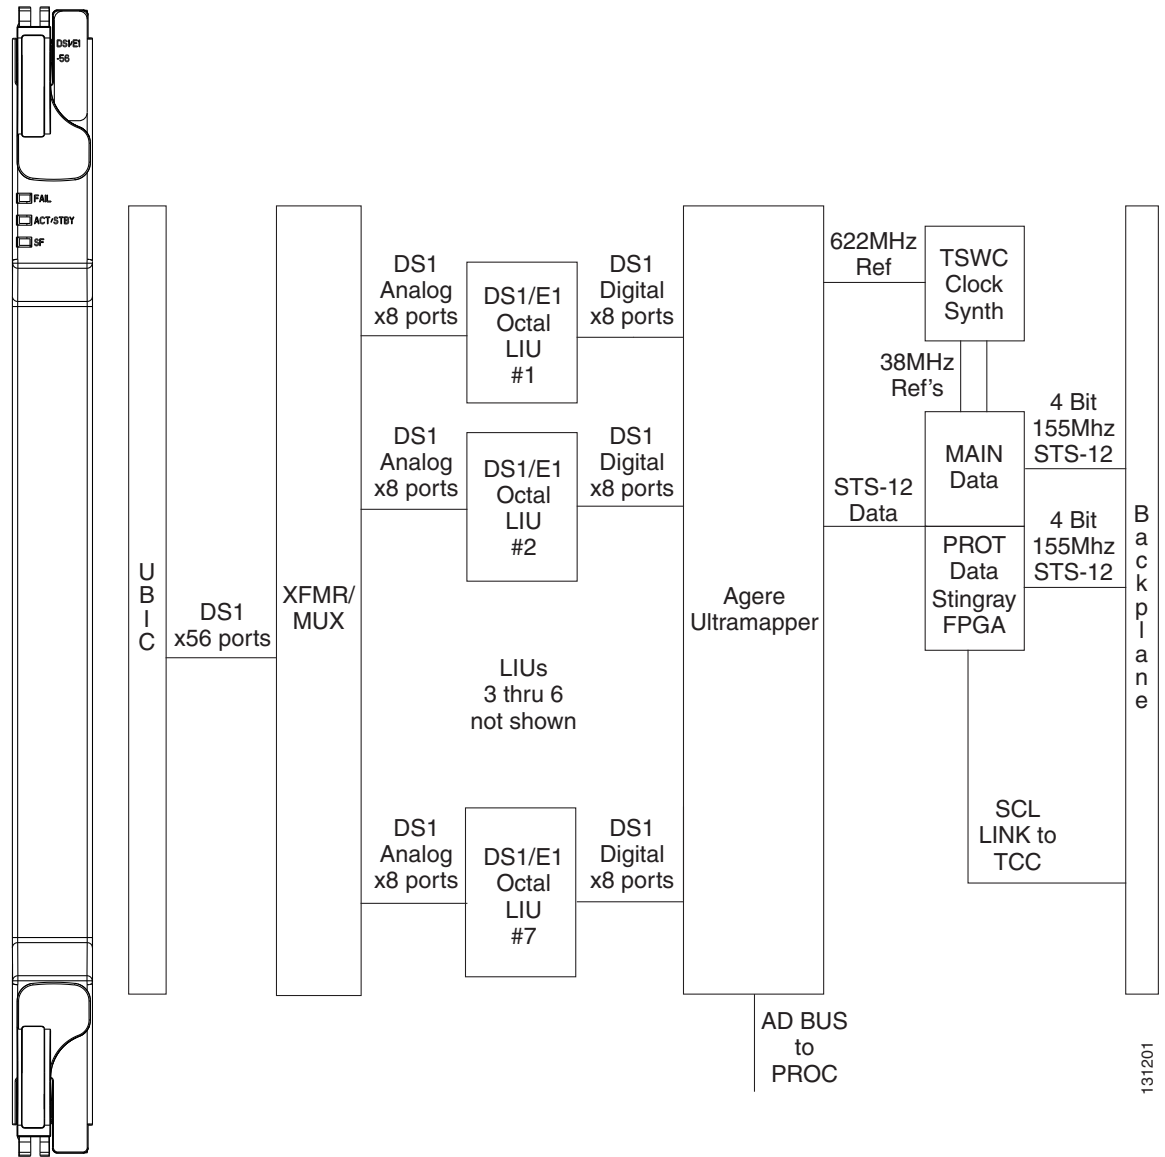 DS1/E1
-56
FAIL
ACT/STBY
SF
UBIC
DS1
x56 ports
XFMR/
MUX
DS1
Analog
x8 ports
DS1/E1
Octal
LIU
#1
DS1
Digital
x8 ports
DS1
Analog
x8 ports
DS1/E1
Octal
LIU
#2
DS1
Digital
x8 ports
LIUs
3 thru 6
not shown
DS1
Analog
x8 ports
DS1/E1
Octal
LIU
#7
DS1
Digital
x8 ports
Agere
Ultramapper
AD BUS
to
PROC
622MHz
Ref
TSWC
Clock
Synth
38MHz
Ref's
STS-12
Data
MAIN
Data
PROT
Data
Stingray
FPGA
4 Bit
155Mhz
STS-12
4 Bit
155Mhz
STS-12
SCL
LINK to
TCC
Backplane
131201